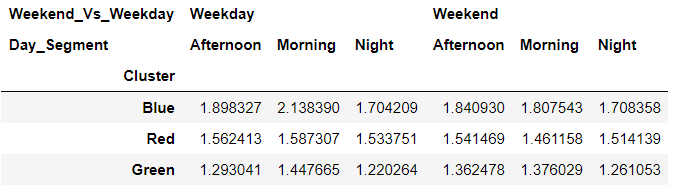 Weekend_Vs_Weekday Weekday Weekend
Day_Segment Afternoon Morning Night Afternoon Morning Night
Cluster
Blue 1.898327 2.138390 1.704209 1.840930 1.807543 1.708358
Red 1.562413 1.587307 1.533751 1.541469 1.461158 1.514139
Green 1.293041 1.447665 1.220264 1.362478 1.376029 1.261053